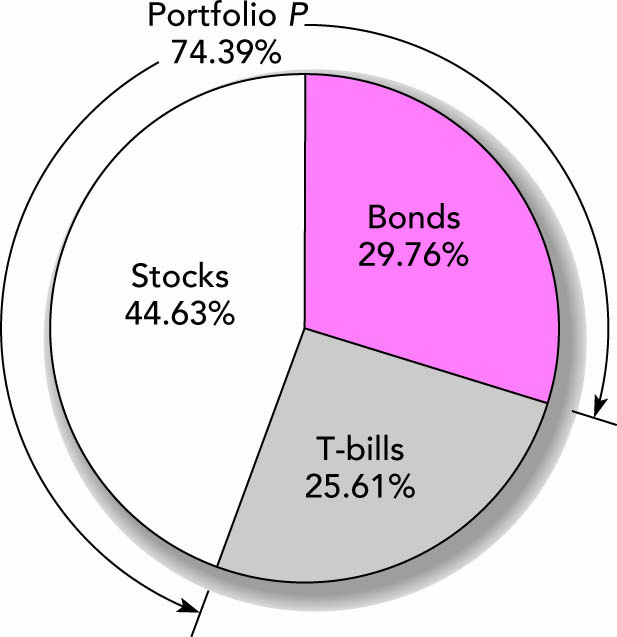 Portfolio P
74.39%
Bonds
29.76%
Stocks
44.63%
T-bills
25.61%